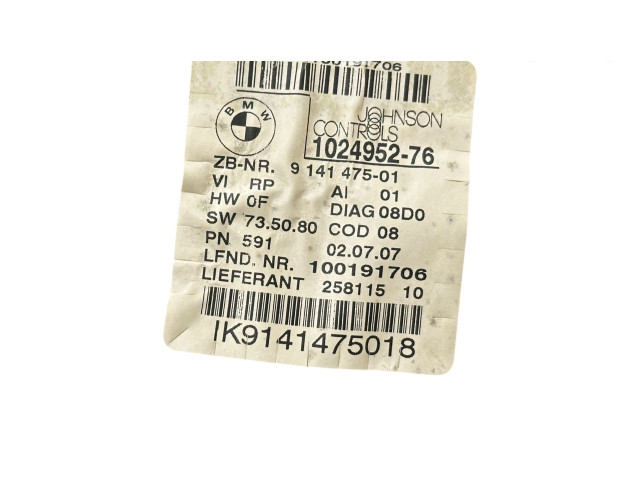 100191706
BMW
JOHNSON
CONTROLS
1024952-76
ZB-NR. 9 141 475-01
VI RP AI 01
HW 0F DIAG 08D0
SW 73.50.80 COD 08
PN 591 02.07.07
LFND. NR. 100191706
LIEFERANT 258115 10
IK9141475018